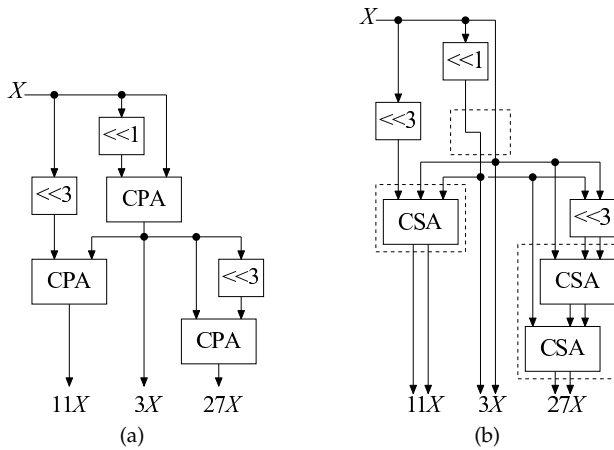 X
<<1
<<3
CPA
CPA
<<3
CPA
11X 3X 27X
(a)
X
<<1
<<3
CSA
<<3
CSA
CSA
11X 3X 27X
(b)